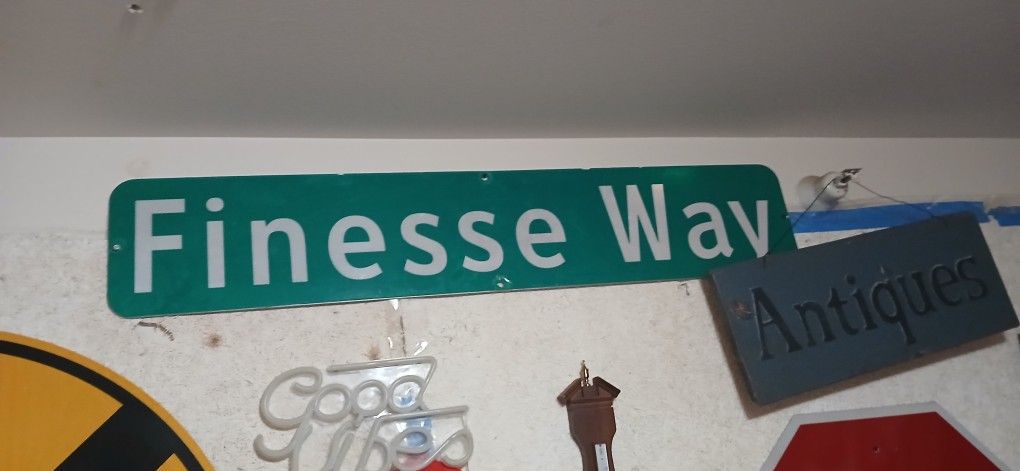 Finesse Way
Antiques
Good
Vibes